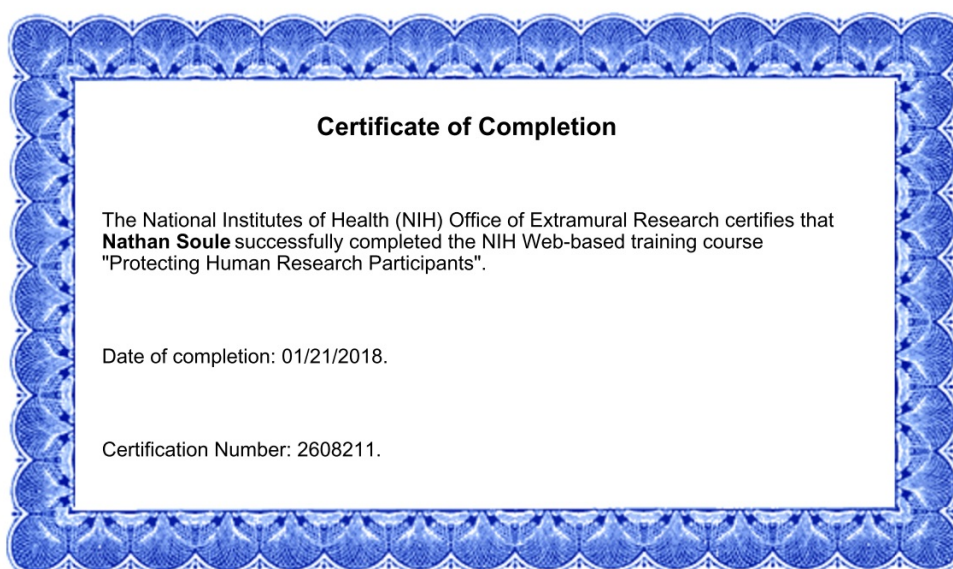 Certificate of Completion
The National Institutes of Health (NIH) Office of Extramural Research certifies that
Nathan Soule successfully completed the NIH Web-based training course
"Protecting Human Research Participants".
Date of completion: 01/21/2018.
Certification Number: 2608211.